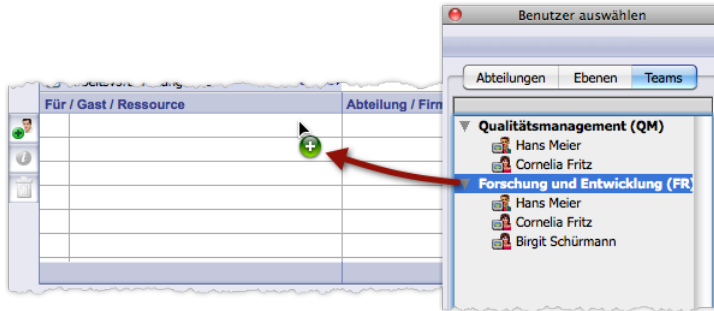 Benutzer auswählen
Abteilungen Ebenen Teams
Für / Gast / Ressource Abteilung / Firm
Qualitätsmanagement (QM)
Hans Meier
Cornelia Fritz
Forschung und Entwicklung (FR)
Hans Meier
Cornelia Fritz
Birgit Schürmann